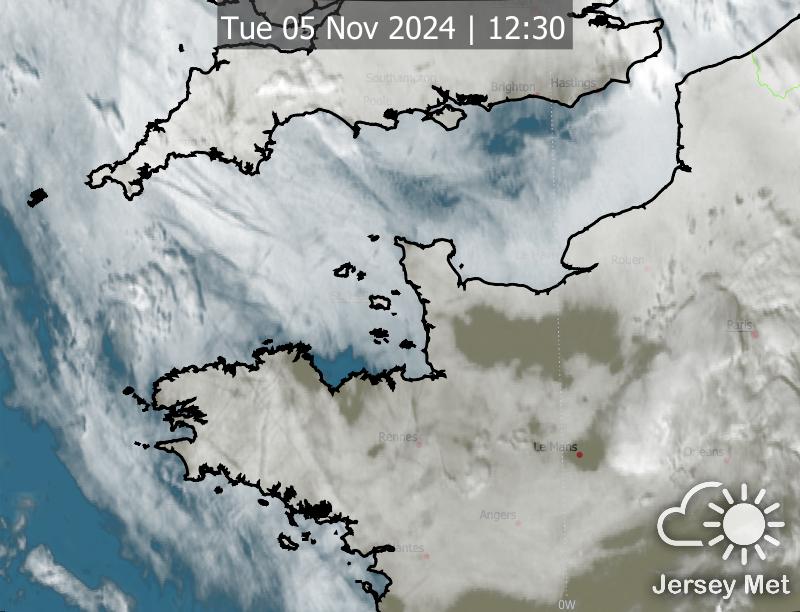 Tue 05 Nov 2024 | 12:30
Southampton
Brighton
Hastings
Poole
Rouen
Paris
Rennes
Le Mans
Orleans
Angers
Nantes
Jersey Met
0W